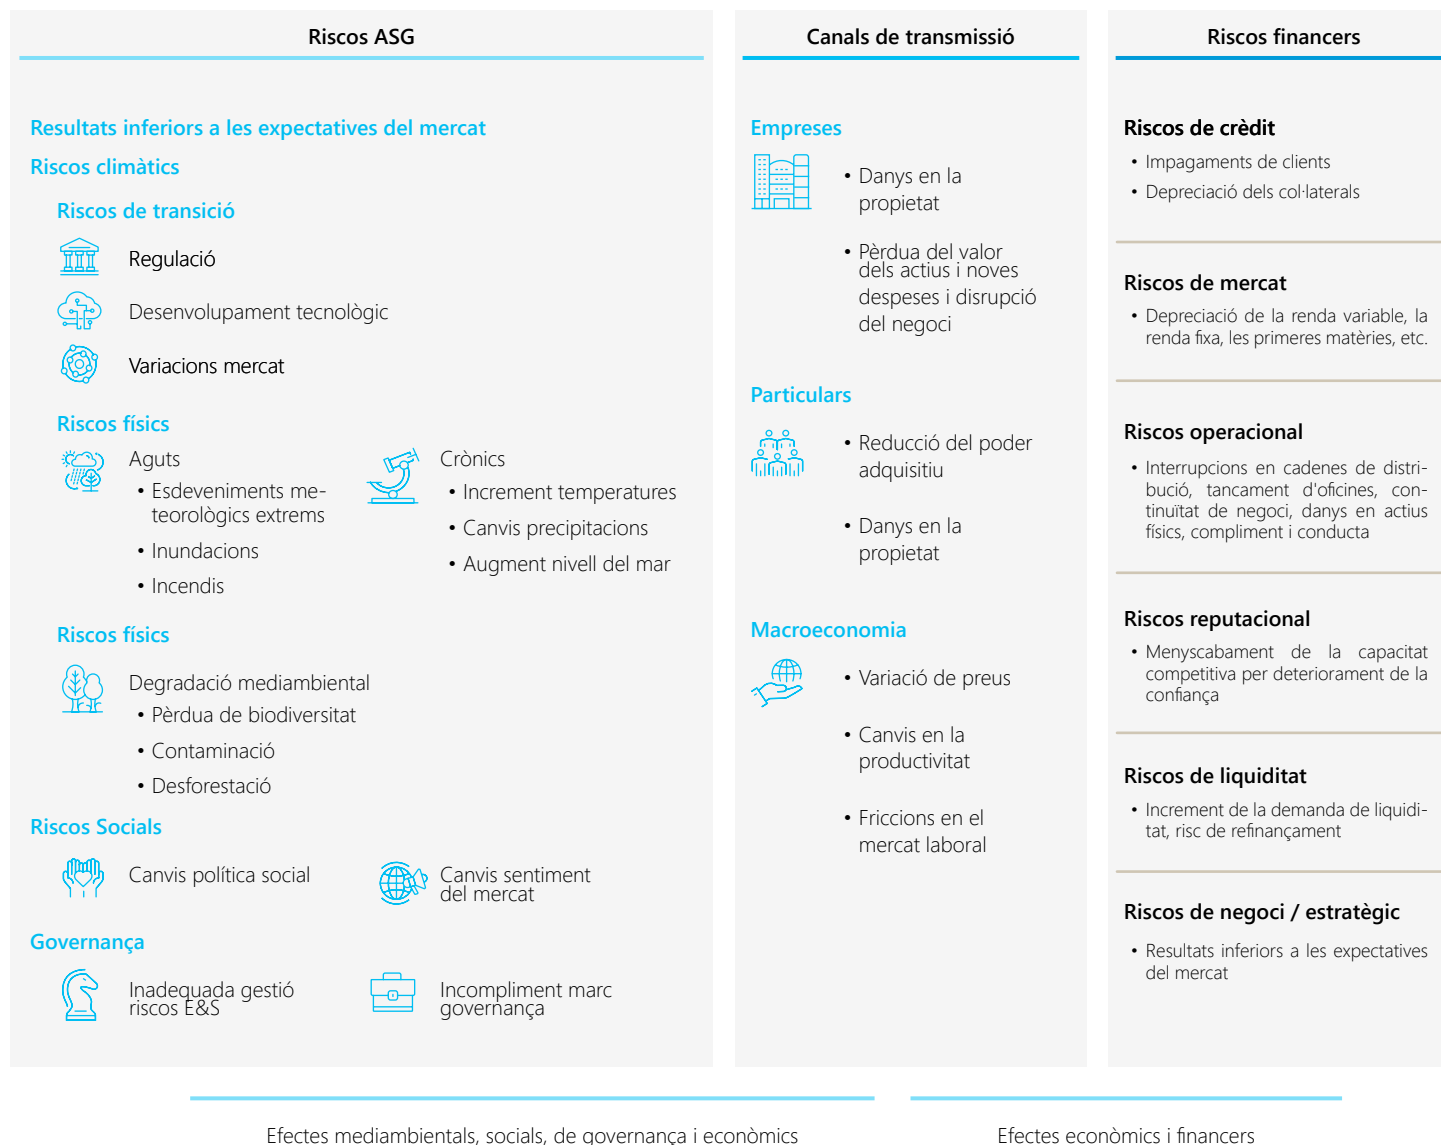 Riscos ASG
Resultats inferiors a les expectatives del mercat
Riscos climàtics
Riscos de transició
Regulació
Desenvolupament tecnològic
Variacions mercat
Riscos físics
Aguts
• Esdeveniments me-
teorològics extrems
• Inundacions
• Incendis
Crònics
• Increment temperatures
• Canvis precipitacions
• Augment nivell del mar
Riscos físics
Degradació mediambiental
• Pèrdua de biodiversitat
• Contaminació
• Desforestació
Riscos Socials
Canvis política social
Canvis sentiment
del mercat
Governança
Inadequada gestió
riscos E&S
Incompliment marc
governança
Canals de transmissió
Empreses
• Danys en la
propietat
• Pèrdua del valor
dels actius i noves
despeses i disrupció
del negoci
Particulars
• Reducció del poder
adquisitiu
• Danys en la
propietat
Macroeconomia
• Variació de preus
• Canvis en la
productivitat
• Friccions en el
mercat laboral
Riscos financers
Riscos de crèdit
• Impagaments de clients
• Depreciació dels col·laterals
Riscos de mercat
• Depreciació de la renda variable, la
renda fixa, les primeres matèries, etc.
Riscos operacional
• Interrupcions en cadenes de distri-
bució, tancament d'oficines, con-
tinuïtat de negoci, danys en actius
físics, compliment i conducta
Riscos reputacional
• Menyscabament de la capacitat
competitiva per deteriorament de la
confiança
Riscos de liquiditat
• Increment de la demanda de liquidi-
tat, risc de refinançament
Riscos de negoci / estratègic
• Resultats inferiors a les expectatives
del mercat
Efectes mediambientals, socials, de governança i econòmics
Efectes econòmics i financers